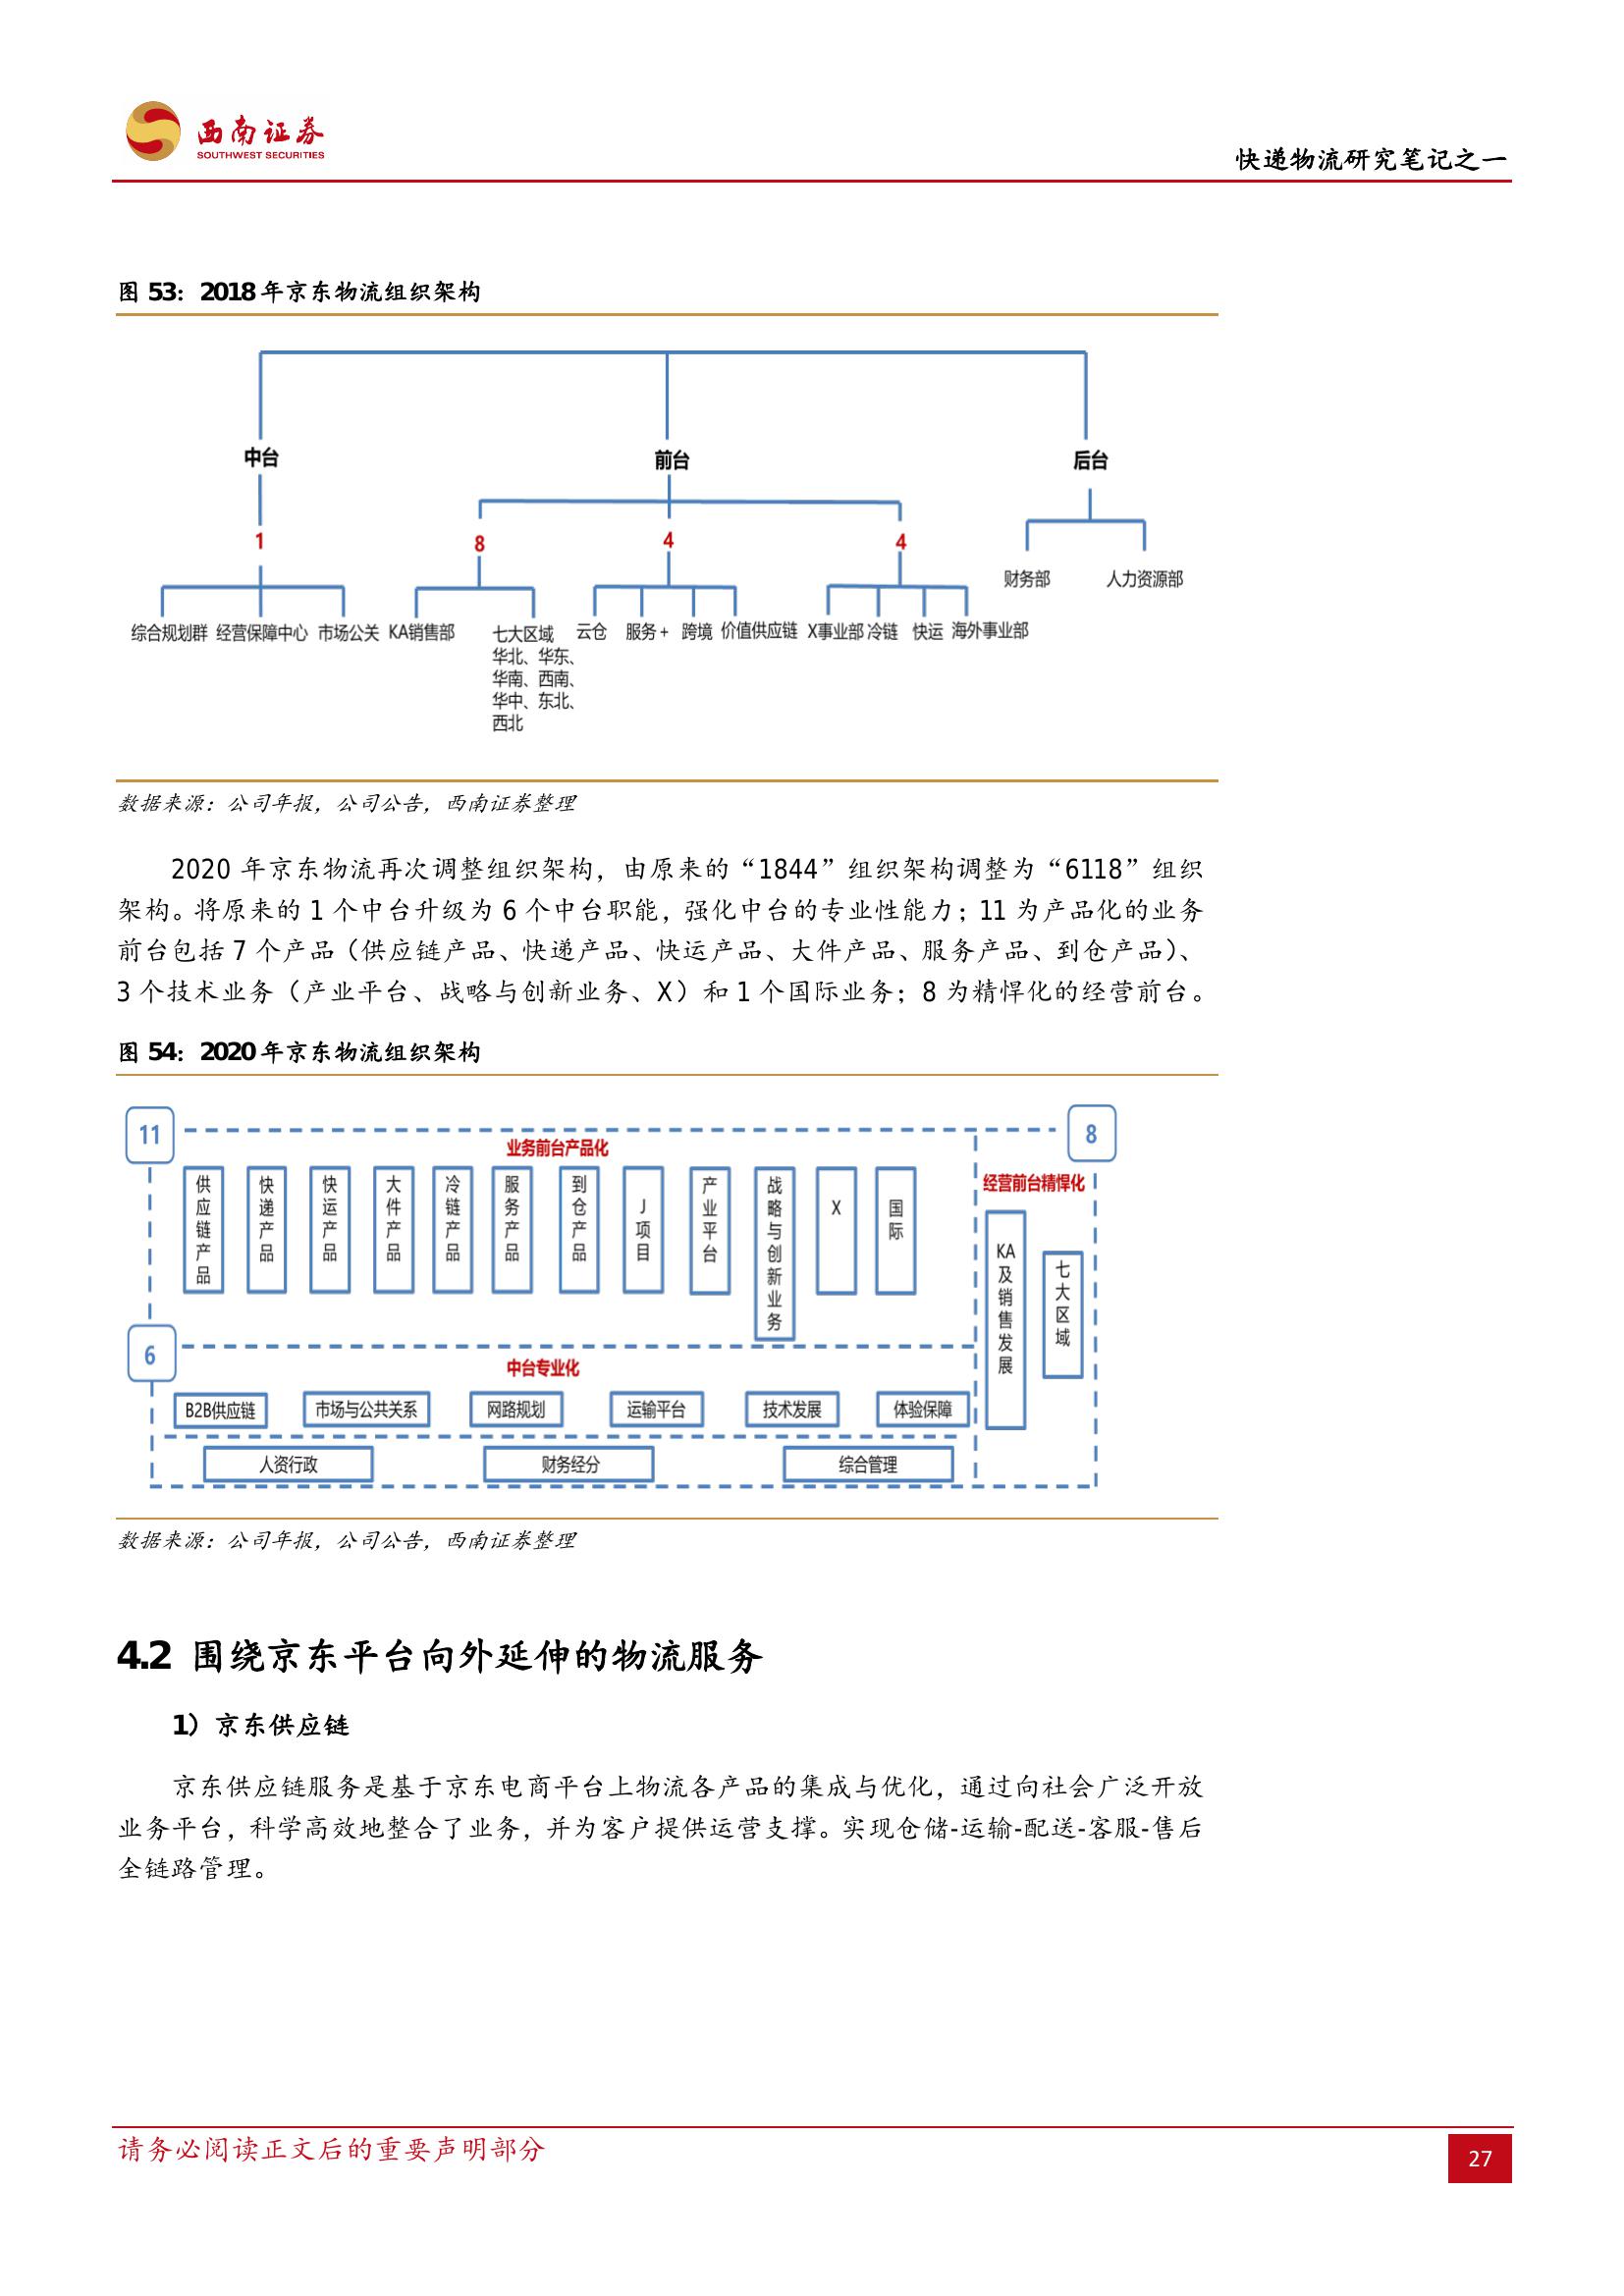 西南证券
SOUTHWEST SECURITIES
快递物流研究笔记之一
图 53：2018 年京东物流组织架构
中台 前台 后台
1 8 4 4
财务部 人力资源部
综合规划群 经营保障中心 市场公关 KA销售部 七大区域 云仓 服务+ 跨境 价值供应链 X事业部 冷链 快运 海外事业部
华北、华东、
华南、西南、
华中、东北、
西北
数据来源：公司年报，公司公告，西南证券整理
2020 年京东物流再次调整组织架构，由原来的“1844”组织架构调整为“6118”组织
架构。将原来的 1 个中台升级为 6 个中台职能，强化中台的专业性能力；11 为产品化的业务
前台包括 7 个产品（供应链产品、快递产品、快运产品、大件产品、服务产品、到仓产品）、
3 个技术业务（产业平台、战略与创新业务、X）和 1 个国际业务；8 为精悍化的经营前台。
图 54：2020 年京东物流组织架构
11 8
业务前台产品化
经营前台精悍化
供应链产品
快递产品
快运产品
大件产品
冷链产品
服务产品
到仓产品
J项目
产业平台
战略与创新业务
X
国际
KA及销售发展
七大区域
6
中台专业化
B2B供应链 市场与公共关系 网路规划 运输平台 技术发展 体验保障
人资行政 财务经分 综合管理
数据来源：公司年报，公司公告，西南证券整理
4.2 围绕京东平台向外延伸的物流服务
1）京东供应链
京东供应链服务是基于京东电商平台上物流各产品的集成与优化，通过向社会广泛开放
业务平台，科学高效地整合了业务，并为客户提供运营支撑。实现仓储-运输-配送-客服-售后
全链路管理。
请务必阅读正文后的重要声明部分
27